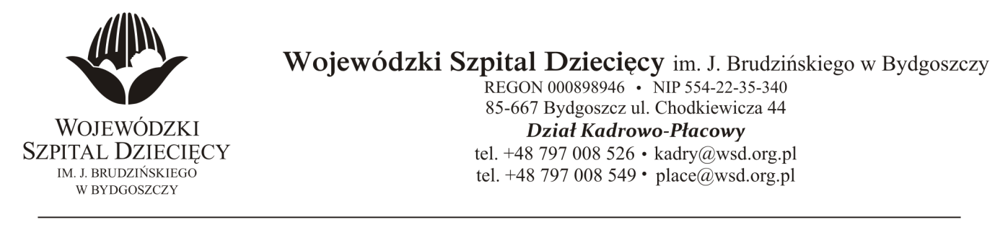 WOJEWÓDZKI
SZPITAL DZIECIĘCY
IM. J. BRUDZIŃSKIEGO
W BYDGOSZCZY
Wojewódzki Szpital Dziecięcy im. J. Brudzińskiego w Bydgoszczy
REGON 000898946 • NIP 554-22-35-340
85-667 Bydgoszcz ul. Chodkiewicza 44
Dział Kadrowo-Płacowy
tel. +48 797 008 526 • kadry@wsd.org.pl
tel. +48 797 008 549 • place@wsd.org.pl